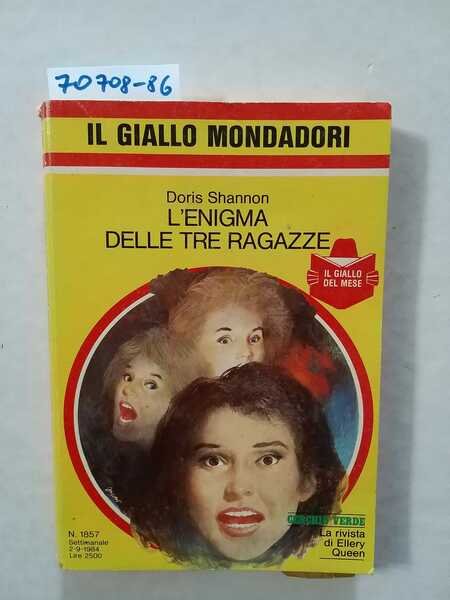 70708-86
IL GIALLO MONDADORI
Doris Shannon
L'ENIGMA
DELLE TRE RAGAZZE
IL GIALLO
DEL MESE
N. 1857
Settimanale
2-9-1984
Lire 2500
CERCHIO VERDE
La rivista
di Ellery
Queen